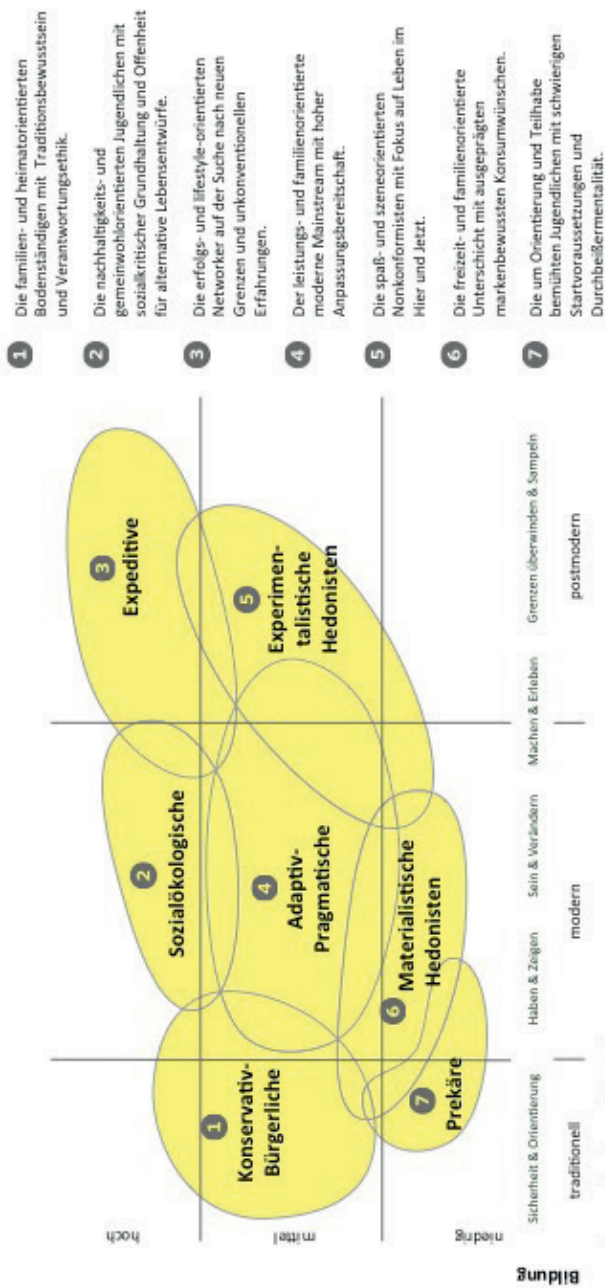 Bildung
hoch
mittel
niedrig
1
Konservativ-
Bürgerliche
2
Sozialökologische
3
Expeditive
4
Adaptiv-
Pragmatische
5
Experimen-
talistische
Hedonisten
6
Materialistische
Hedonisten
7
Prekäre
Sicherheit & Orientierung
Haben & Zeigen
Sein & Verändern
Machen & Erleben
Grenzen überwinden & Sampeln
traditionell
modern
postmodern
1
Die familien- und heimatorientierten
Bodenständigen mit Traditionsbewusstsein
und Verantwortungsethik.
2
Die nachhaltigkeits- und
gemeinwohlorientierten Jugendlichen mit
sozialkritischer Grundhaltung und Offenheit
für alternative Lebensentwürfe.
3
Die erfolgs- und lifestyle-orientierten
Networker auf der Suche nach neuen
Grenzen und unkonventionellen
Erfahrungen.
4
Der leistungs- und familienorientierte
moderne Mainstream mit hoher
Anpassungsbereitschaft.
5
Die spaß- und szeneorientierten
Nonkonformisten mit Fokus auf Leben im
Hier und Jetzt.
6
Die freizeit- und familienorientierte
Unterschicht mit ausgeprägten
markenbewussten Konsumwünschen.
7
Die um Orientierung und Teilhabe
bemühten Jugendlichen mit schwierigen
Startvoraussetzungen und
Durchbeißermentalität.